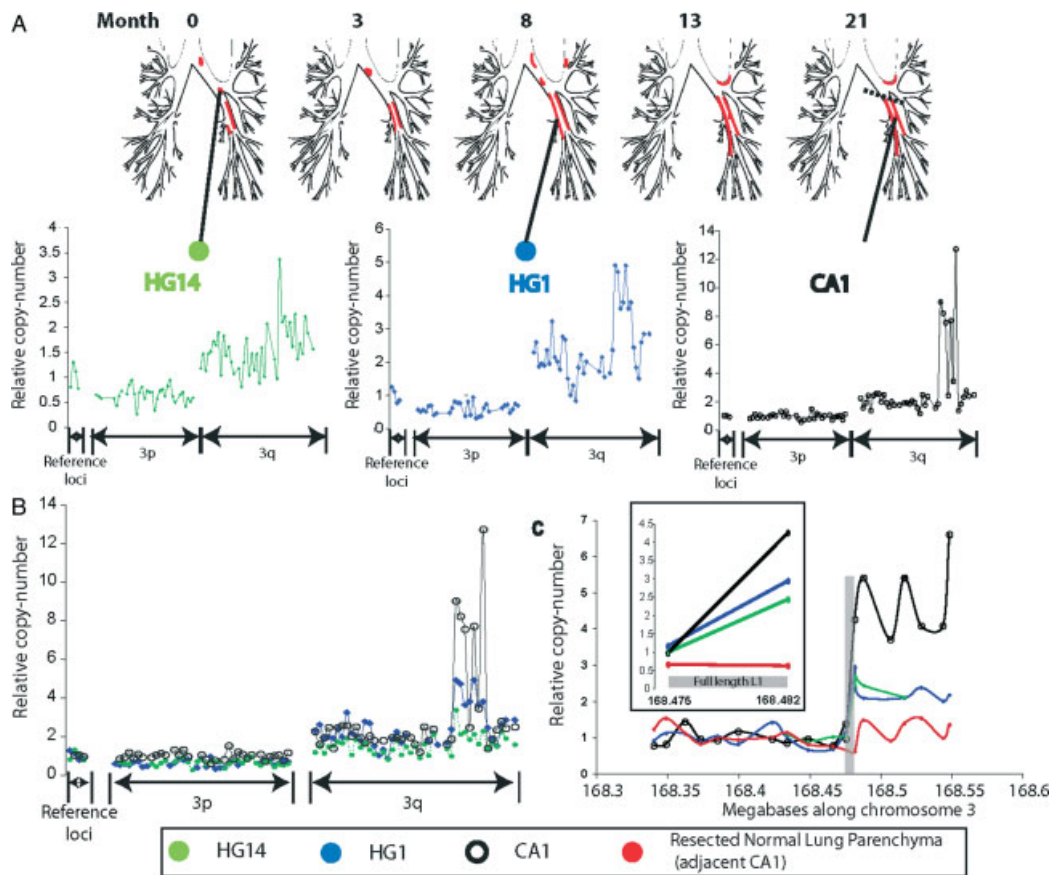 A
Month 0 3 8 13 21
Relative copy-number
4
3.5
3
2.5
2
1.5
1
0.5
0
HG14
Reference loci
3p
3q
Relative copy-number
6
5
4
3
2
1
0
HG1
Reference loci
3p
3q
Relative copy-number
14
12
10
8
6
4
2
0
CA1
Reference loci
3p
3q
B
Relative copy-number
14
12
10
8
6
4
2
0
Reference loci
3p
3q
C
Relative copy-number
7
6
5
4
3
2
1
0
4.5
4
3.5
3
2.5
2
1.5
1
0.5
0
Full length L1
168.476 168.482
168.3 168.35 168.4 168.45 168.5 168.55 168.6
Megabases along chromosome 3
HG14 HG1 CA1 Resected Normal Lung Parenchyma
(adjacent CA1)